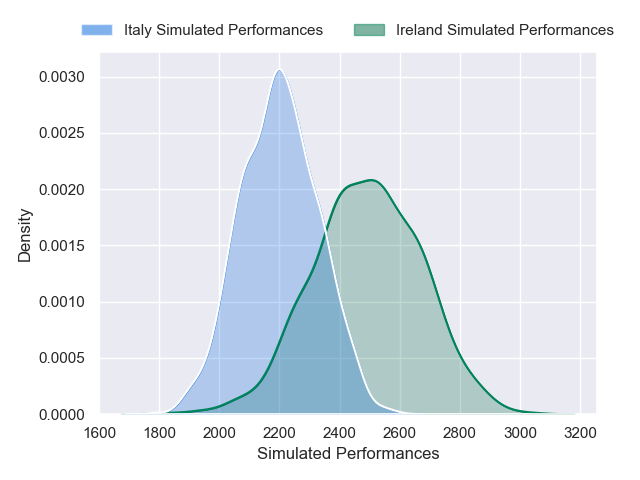 Italy Simulated Performances Ireland Simulated Performances
0.0030
0.0025
0.0020
0.0015
0.0010
0.0005
0.0000
Density
1600 1800 2000 2200 2400 2600 2800 3000 3200
Simulated Performances